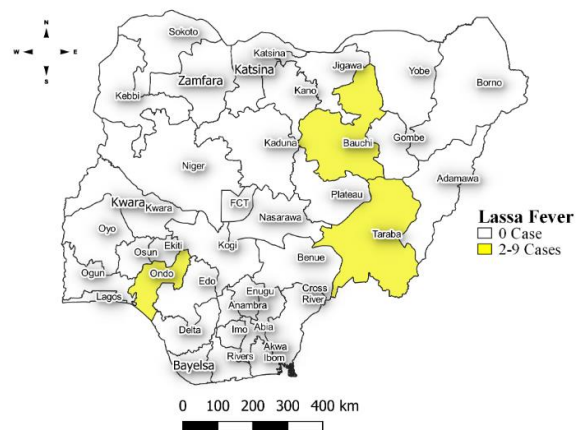 N
W E
S
Sokoto
Katsina
Jigawa
Zamfara
Katsina
Yobe
Borno
Kebbi
Kano
Kaduna
Bauchi
Gombe
Niger
Adamawa
Plateau
FCT
Kwara
Kwara
Nasarawa
Oyo
Taraba
Ekiti
Osun
Kogi
Benue
Ondo
Ogun
Edo
Lagos
Enugu
Cross
River
Anambra
Delta
Imo
Abia
Bayelsa
Rivers
Akwa
Ibom
Lassa Fever
0 Case
2-9 Cases
0 100 200 300 400 km